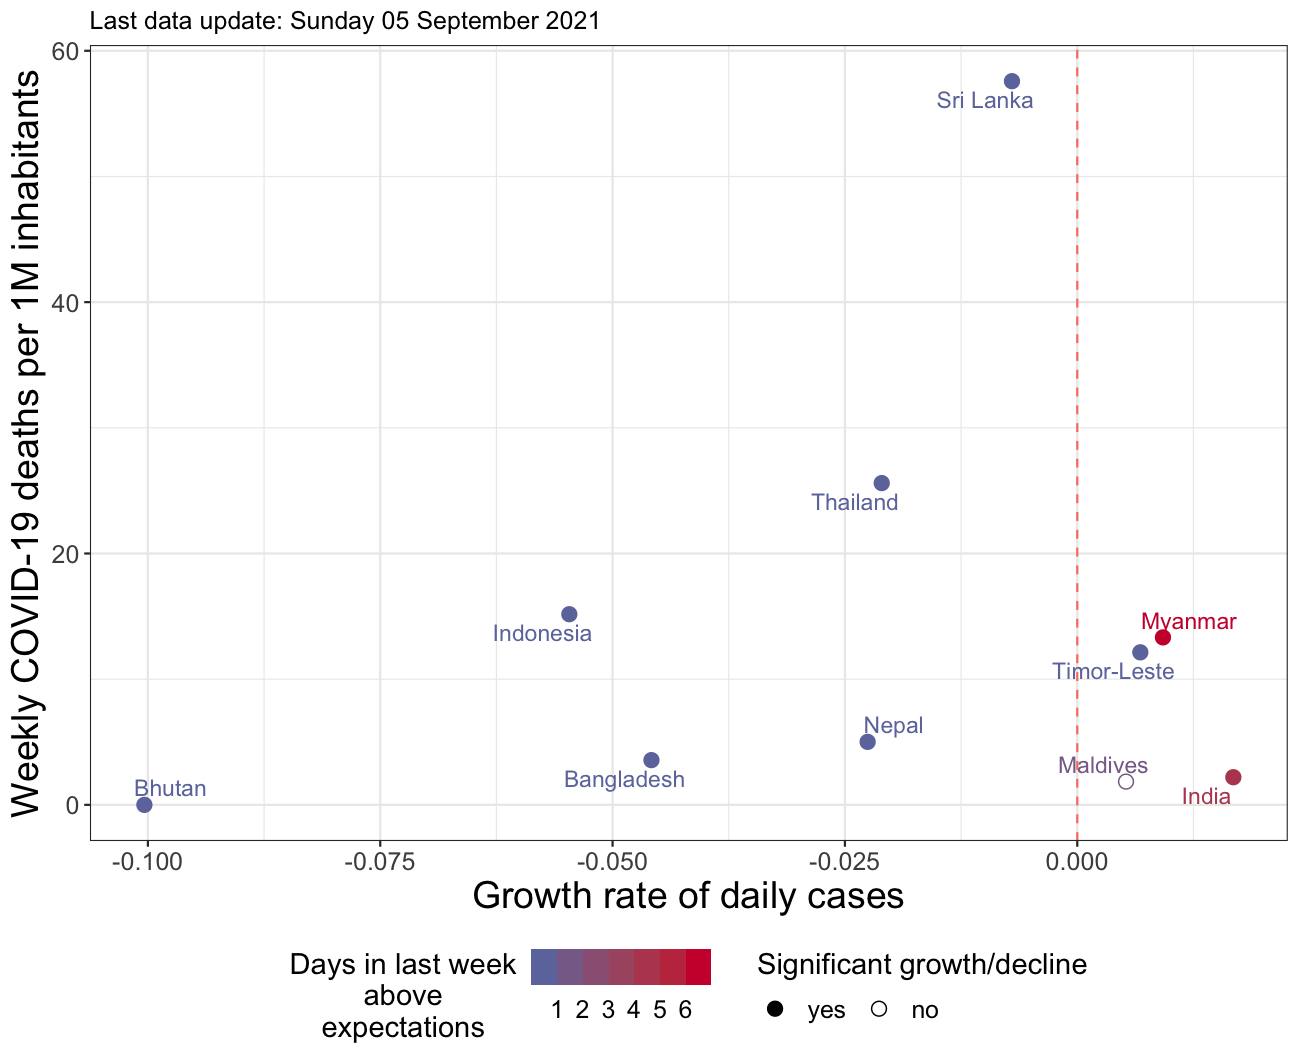 Last data update: Sunday 05 September 2021
Weekly COVID-19 deaths per 1M inhabitants
60
40
20
0
Sri Lanka
Thailand
Indonesia
Myanmar
Timor-Leste
Nepal
Maldives
Bangladesh
Bhutan
India
-0.100 -0.075 -0.050 -0.025 0.000
Growth rate of daily cases
Days in last week
above
expectations
1 2 3 4 5 6
Significant growth/decline
yes no